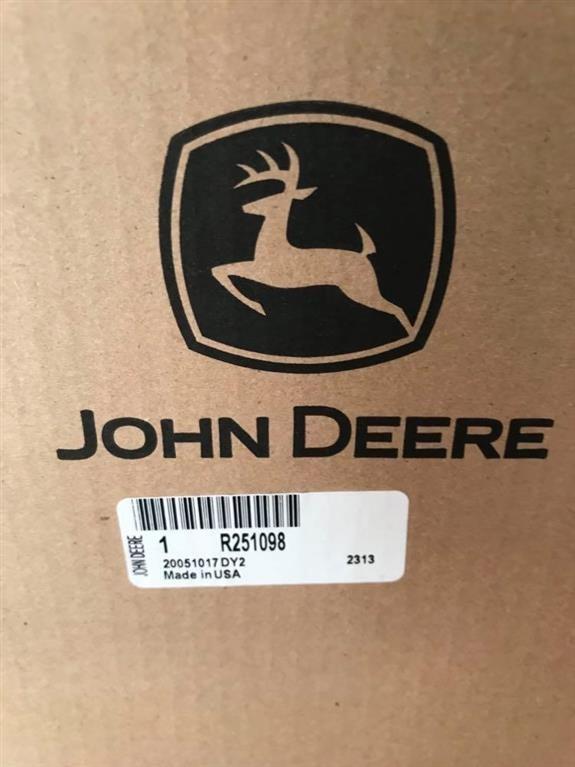 JOHN DEERE
JOHN DEERE
1 R251098
20051017 DY2 2313
Made in USA